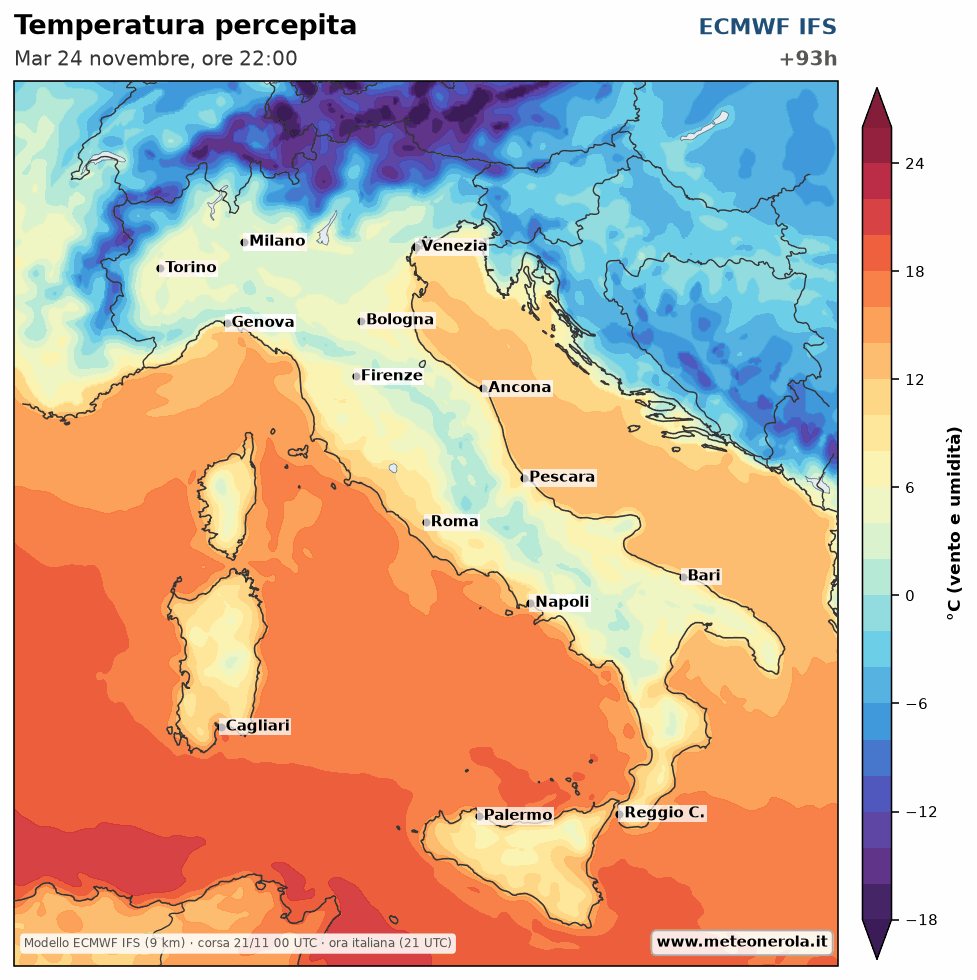 Temperatura percepita
ECMWF IFS
Mar 24 novembre, ore 22:00
+93h
Milano
Venezia
Torino
Genova
Bologna
Firenze
Ancona
Pescara
Roma
Bari
Napoli
Cagliari
Palermo
Reggio C.
24
18
12
6
0
−6
−12
−18
°C (vento e umidità)
Modello ECMWF IFS (9 km) · corsa 21/11 00 UTC · ora italiana (21 UTC)
www.meteonerola.it